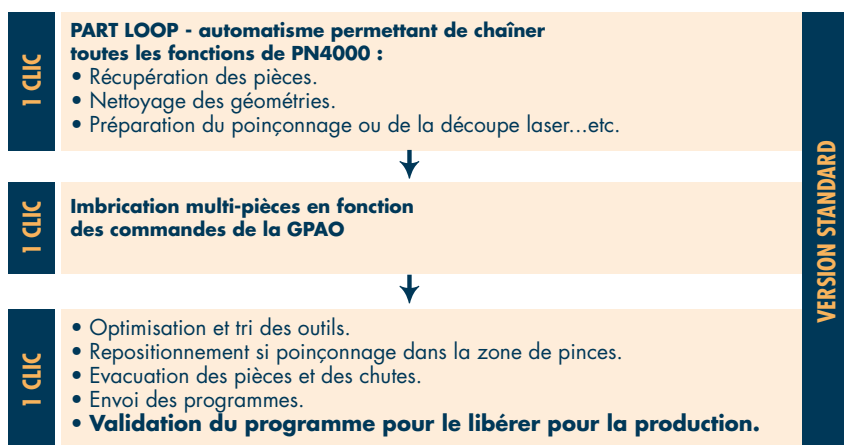 1 CLIC
PART LOOP - automatisme permettant de chaîner
toutes les fonctions de PN4000 :
• Récupération des pièces.
• Nettoyage des géométries.
• Préparation du poinçonnage ou de la découpe laser...etc.
1 CLIC
Imbrication multi-pièces en fonction
des commandes de la GPAO
1 CLIC
• Optimisation et tri des outils.
• Repositionnement si poinçonnage dans la zone de pinces.
• Evacuation des pièces et des chutes.
• Envoi des programmes.
• Validation du programme pour le libérer pour la production.
VERSION STANDARD